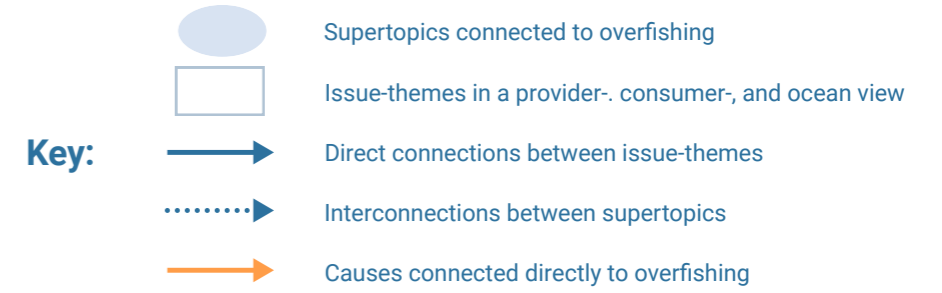 Supertopics connected to overfishing
Issue-themes in a provider-. consumer-, and ocean view
Key:
Direct connections between issue-themes
Interconnections between supertopics
Causes connected directly to overfishing